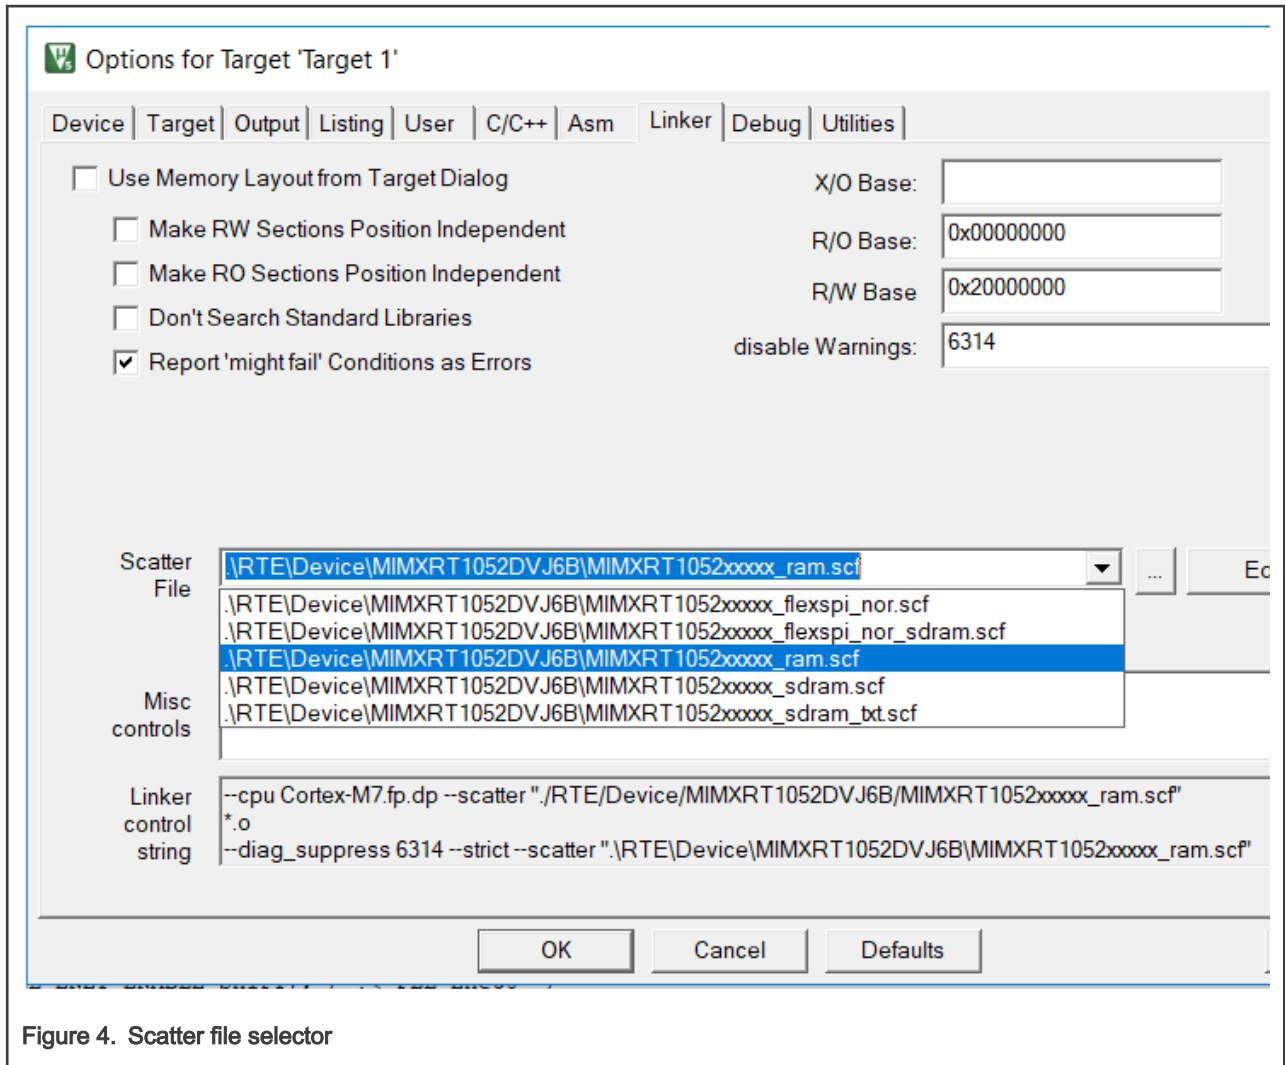 Options for Target 'Target 1'
Device Target Output Listing User C/C++ Asm Linker Debug Utilities
Use Memory Layout from Target Dialog
X/O Base:
Make RW Sections Position Independent
R/O Base: 0x00000000
Make RO Sections Position Independent
R/W Base 0x20000000
Don't Search Standard Libraries
disable Warnings: 6314
Report 'might fail' Conditions as Errors
Scatter File
.\RTE\Device\MIMXRT1052DVJ6B\MIMXRT1052xxxxx_ram.scf
...
.\RTE\Device\MIMXRT1052DVJ6B\MIMXRT1052xxxxx_flexspi_nor.scf
.\RTE\Device\MIMXRT1052DVJ6B\MIMXRT1052xxxxx_flexspi_nor_sdram.scf
.\RTE\Device\MIMXRT1052DVJ6B\MIMXRT1052xxxxx_ram.scf
.\RTE\Device\MIMXRT1052DVJ6B\MIMXRT1052xxxxx_sdram.scf
.\RTE\Device\MIMXRT1052DVJ6B\MIMXRT1052xxxxx_sdram_txt.scf
Misc
controls
Linker
control
string
--cpu Cortex-M7.fp.dp --scatter "./RTE/Device/MIMXRT1052DVJ6B/MIMXRT1052xxxxx_ram.scf"
*.o
--diag_suppress 6314 --strict --scatter ".\RTE\Device\MIMXRT1052DVJ6B\MIMXRT1052xxxxx_ram.scf"
OK Cancel Defaults
Figure 4. Scatter file selector